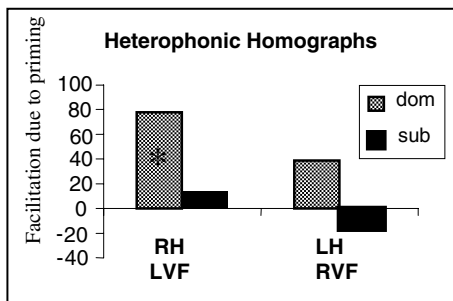 Heterophonic Homographs
Facilitation due to priming
100
80
60
40
20
0
-20
-40
*
dom
sub
RH
LVF
LH
RVF